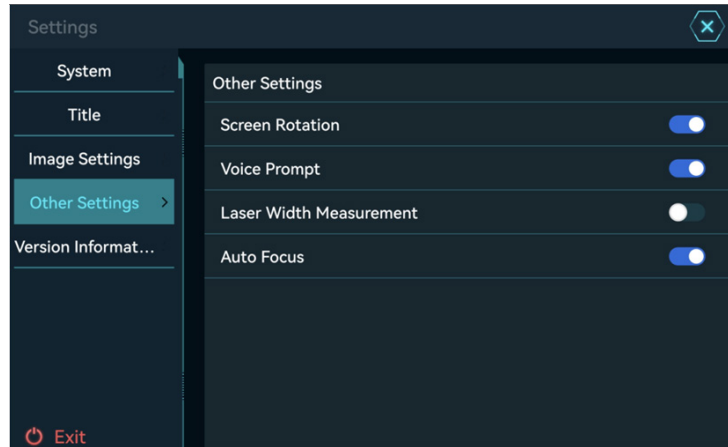 Settings
System
Title
Image Settings
Other Settings
Version Informat...
Exit
Other Settings
Screen Rotation
Voice Prompt
Laser Width Measurement
Auto Focus